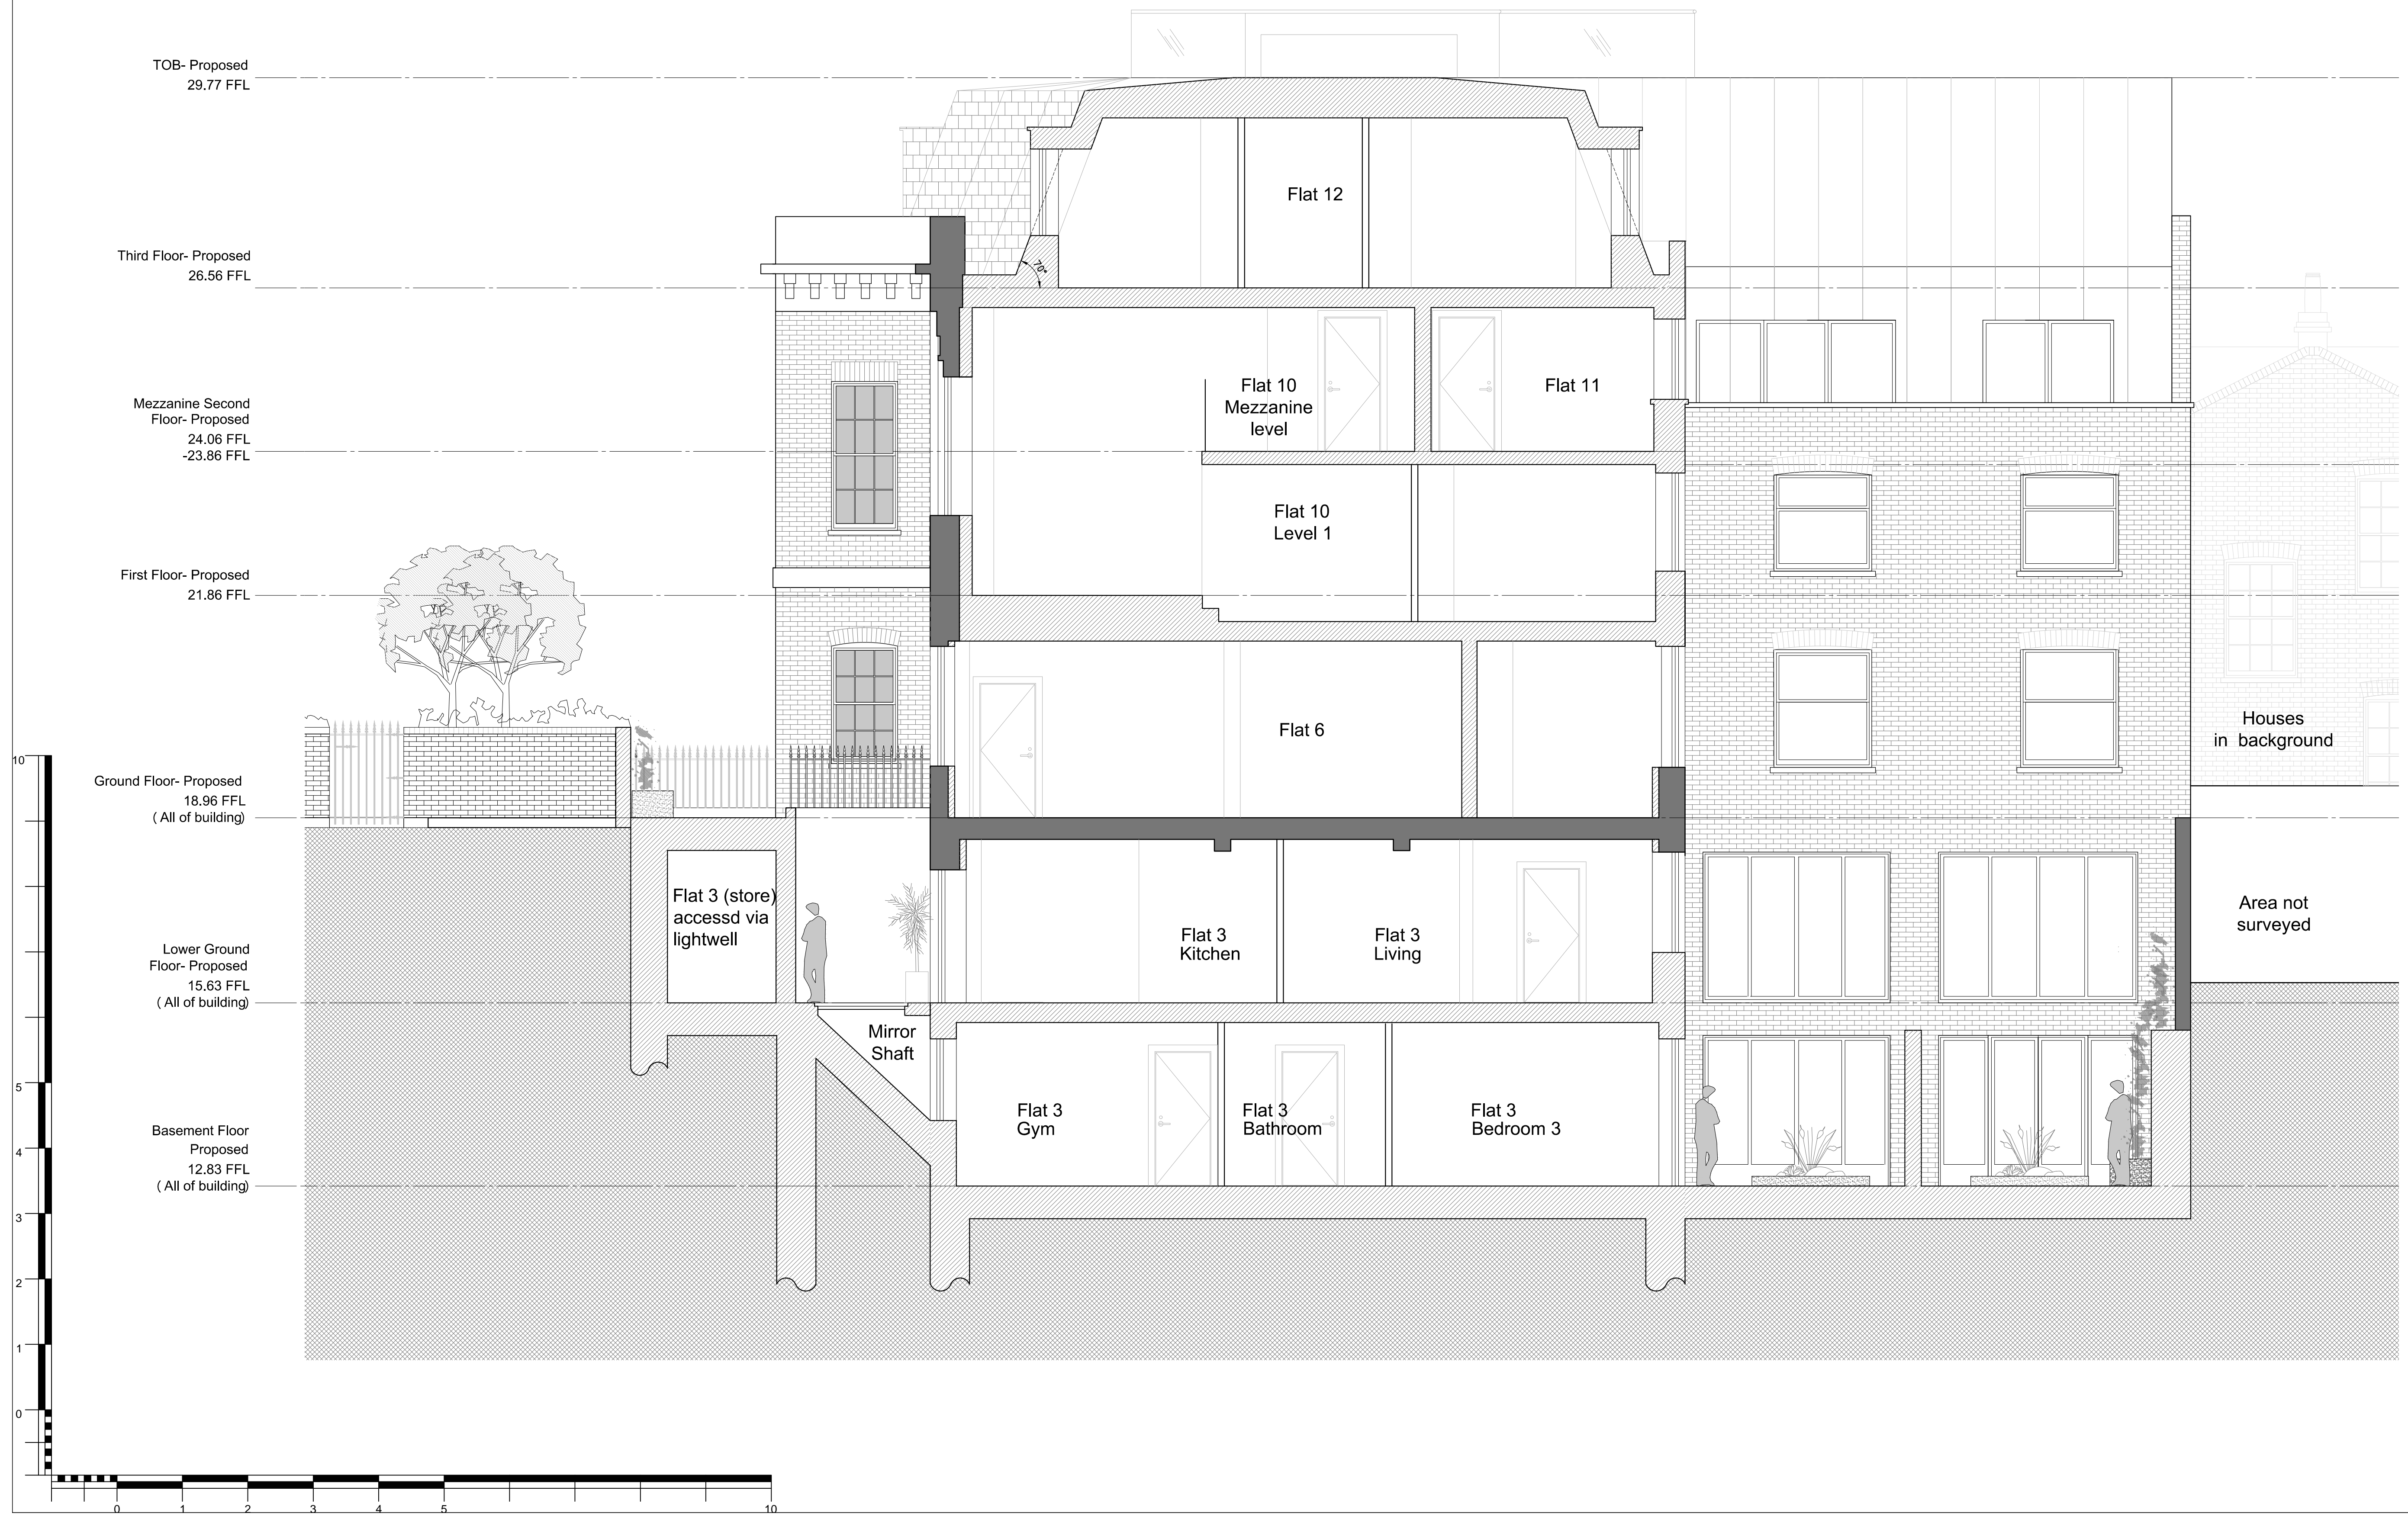 TOB- Proposed
29.77 FFL
Third Floor- Proposed
26.56 FFL
Mezzanine Second
Floor- Proposed
24.06 FFL
-23.86 FFL
First Floor- Proposed
21.86 FFL
Ground Floor- Proposed
18.96 FFL
( All of building)
Lower Ground
Floor- Proposed
15.63 FFL
( All of building)
Basement Floor
Proposed
12.83 FFL
( All of building)
Flat 12
70°
Flat 10
Mezzanine
level
Flat 11
Flat 10
Level 1
Flat 6
Houses
in background
Flat 3 (store)
accessd via
lightwell
Flat 3
Kitchen
Flat 3
Living
Area not
surveyed
Mirror
Shaft
Flat 3
Gym
Flat 3
Bathroom
Flat 3
Bedroom 3
10
5
4
3
2
1
0
0 1 2 3 4 5 10